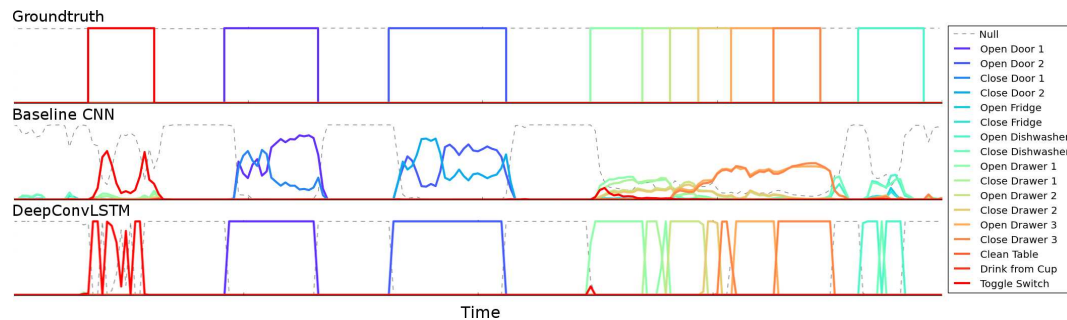 Groundtruth
Baseline CNN
DeepConvLSTM
Time
Null
Open Door 1
Open Door 2
Close Door 1
Close Door 2
Open Fridge
Close Fridge
Open Dishwasher
Close Dishwasher
Open Drawer 1
Close Drawer 1
Open Drawer 2
Close Drawer 2
Open Drawer 3
Close Drawer 3
Clean Table
Drink from Cup
Toggle Switch